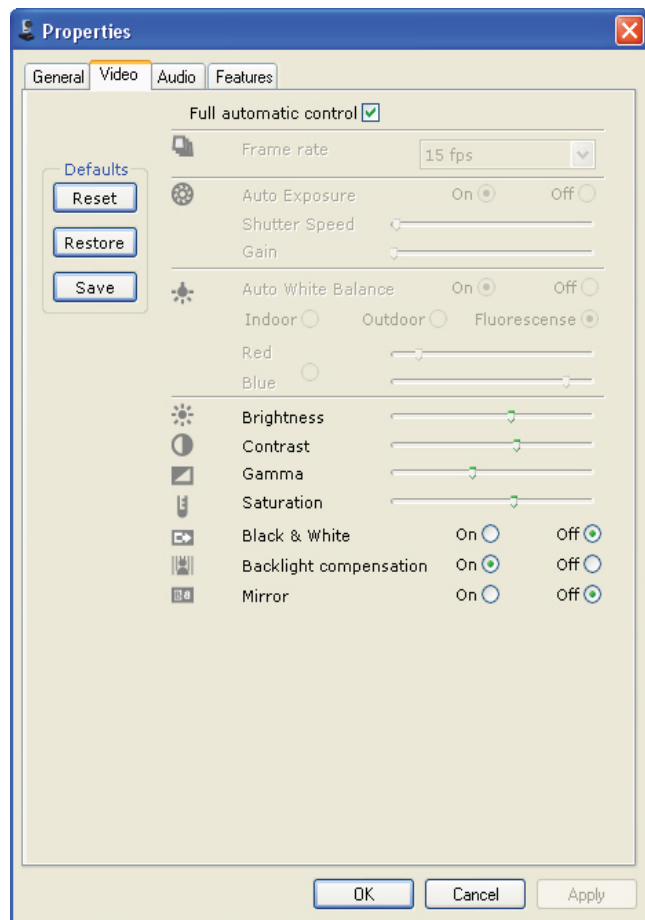 Properties
General Video Audio Features
Full automatic control
Defaults
Reset
Restore
Save
Frame rate 15 fps
Auto Exposure On Off
Shutter Speed
Gain
Auto White Balance On Off
Indoor Outdoor Fluorescense
Red
Blue
Brightness
Contrast
Gamma
Saturation
Black & White On Off
Backlight compensation On Off
Mirror On Off
OK Cancel Apply